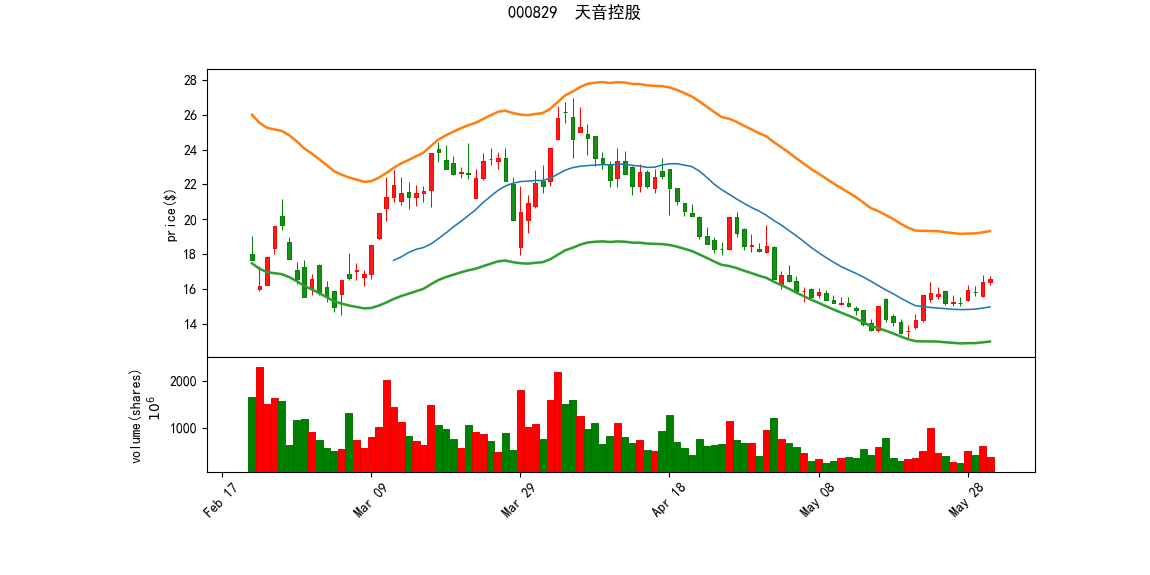 000829 天音控股
28
26
24
22
20
18
16
14
price($)
2000
1000
volume(shares)
10^6
Feb 17
Mar 09
Mar 29
Apr 18
May 08
May 28